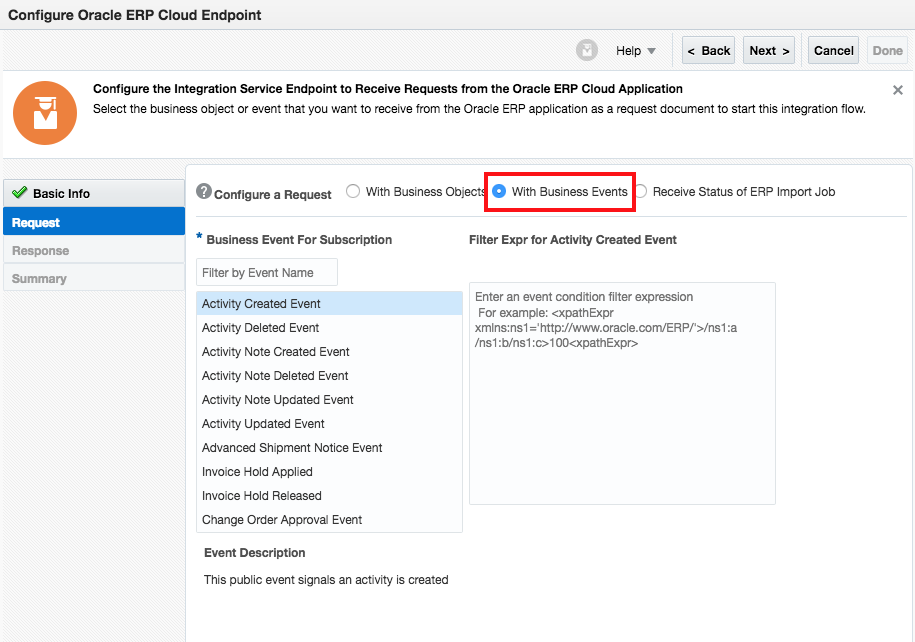 Configure Oracle ERP Cloud Endpoint
Help
< Back
Next >
Cancel
Done
Configure the Integration Service Endpoint to Receive Requests from the Oracle ERP Cloud Application
Select the business object or event that you want to receive from the Oracle ERP application as a request document to start this integration flow.
Basic Info
Request
Response
Summary
? Configure a Request
With Business Objects
With Business Events
Receive Status of ERP Import Job
* Business Event For Subscription
Filter by Event Name
Activity Created Event
Activity Deleted Event
Activity Note Created Event
Activity Note Deleted Event
Activity Note Updated Event
Activity Updated Event
Advanced Shipment Notice Event
Invoice Hold Applied
Invoice Hold Released
Change Order Approval Event
Filter Expr for Activity Created Event
Enter an event condition filter expression
For example: <xpathExpr
xmlns:ns1='http://www.oracle.com/ERP/'>/ns1:a
/ns1:b/ns1:c>100<xpathExpr>
Event Description
This public event signals an activity is created